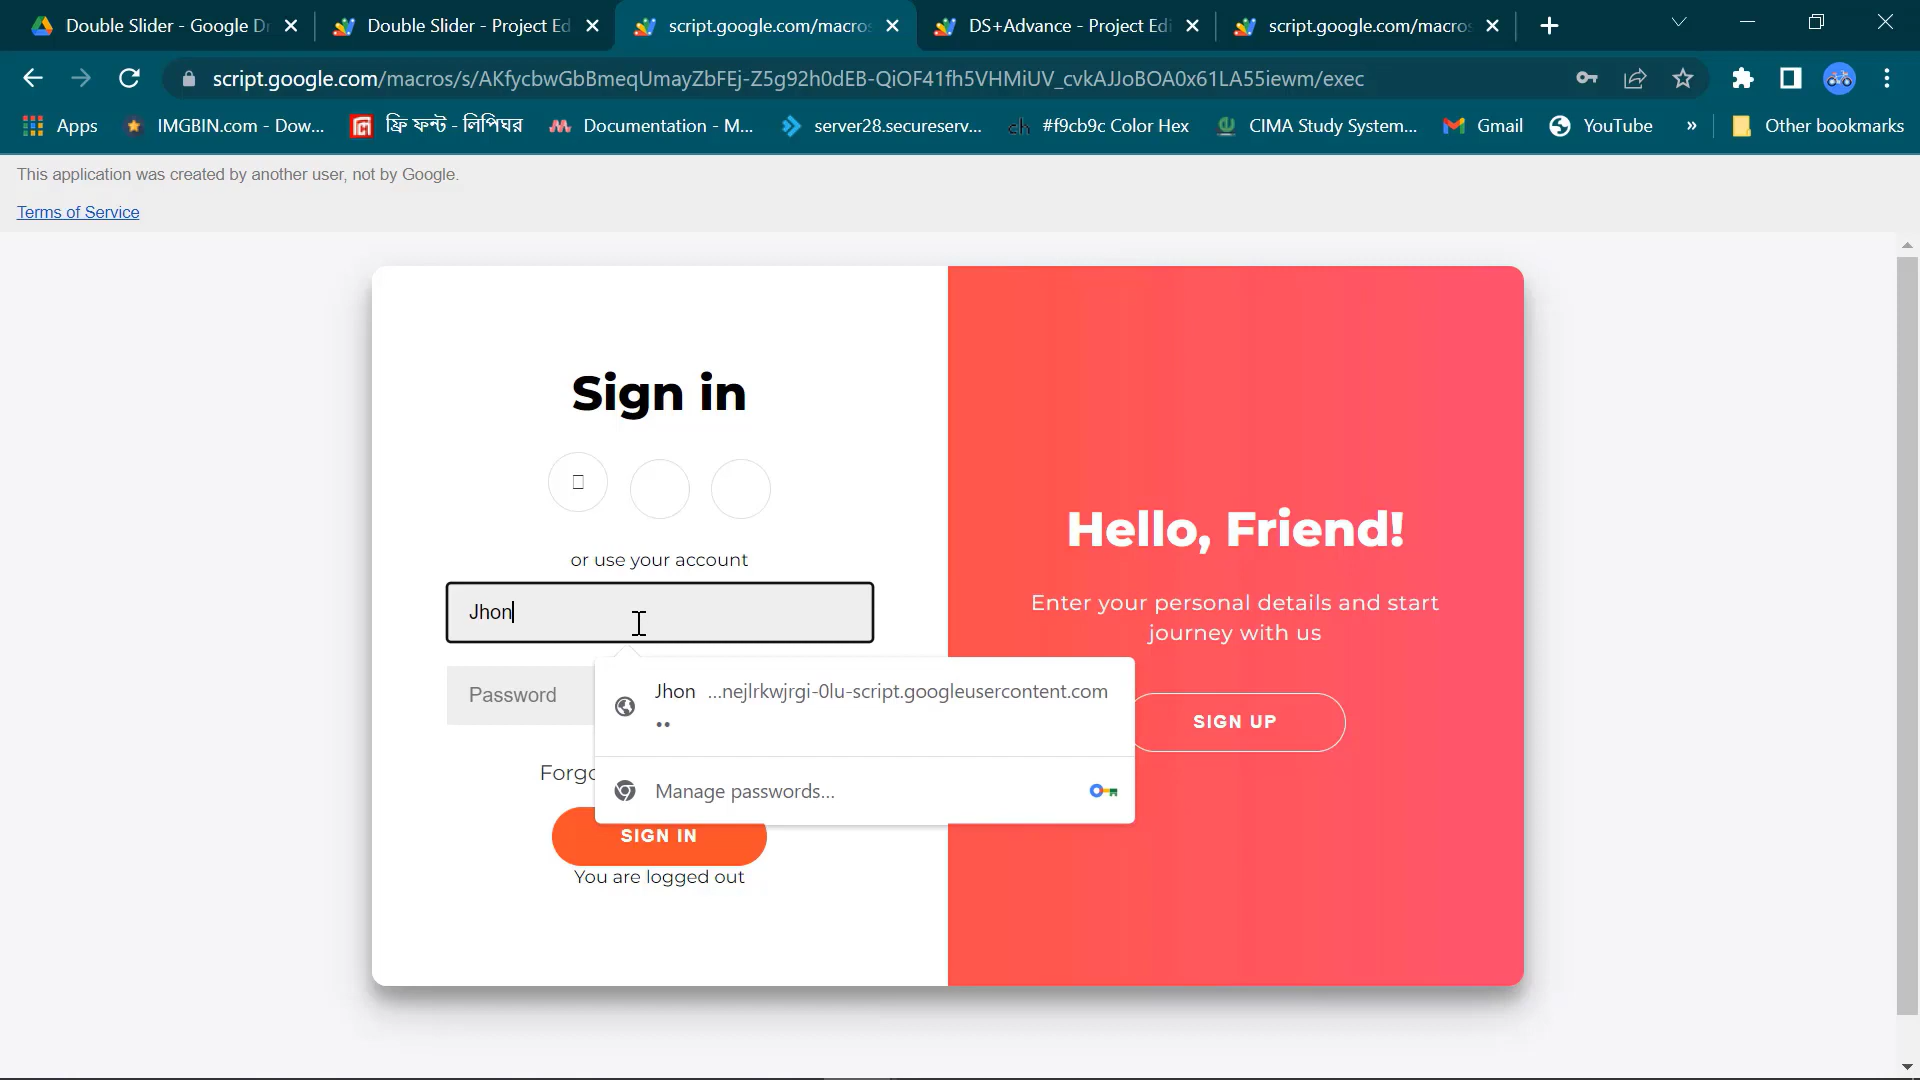 Double Slider - Google Dr
Double Slider - Project Ed
script.google.com/macros
DS+Advance - Project Edi
script.google.com/macros
script.google.com/macros/s/AKfycbwGbBmeqUmayZbFEj-Z5g92h0dEB-QiOF41fh5VHMiUV_cvkAJJoBOA0x61LA55iewm/exec
Apps
IMGBIN.com - Dow...
ফ্রি ফন্ট - লিপিঘর
Documentation - M...
server28.secureserv...
ch #f9cb9c Color Hex
CIMA Study System...
Gmail
YouTube
»
Other bookmarks
This application was created by another user, not by Google.
Terms of Service
Sign in
or use your account
Jhon
Password
Jhon ...nejlrkwjrgi-0lu-script.googleusercontent.com
••
Manage passwords...
Forgo
SIGN IN
You are logged out
Hello, Friend!
Enter your personal details and start
journey with us
SIGN UP